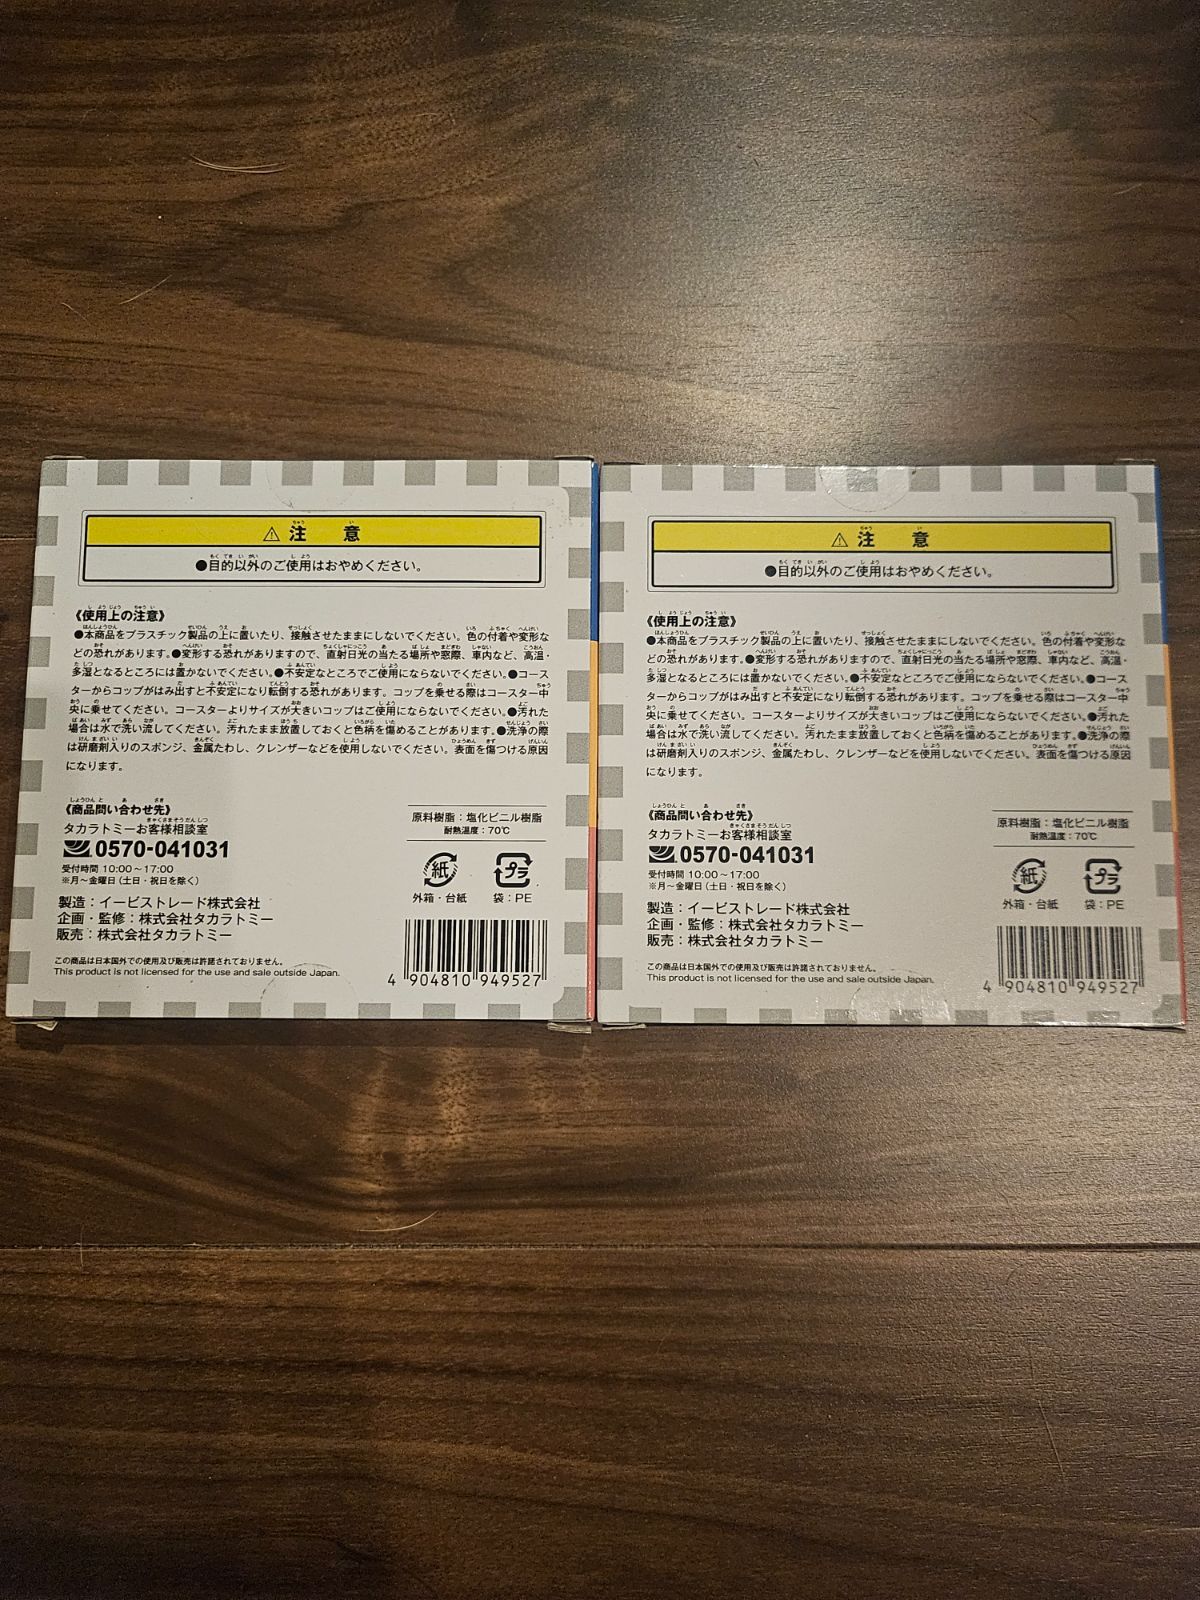 ⚠注意
●目的以外のご使用はおやめください。
《使用上の注意》
●本商品をプラスチック製品の上に置いたり、接触させたままにしないでください。色の付着や変形な
どの恐れがあります。●変形する恐れがありますので、直射日光の当たる場所や窓際、車内など、高温・
多湿となるところには置かないでください。●不安定なところでご使用にならないでください。●コース
ターからコップがはみ出すと不安定になり転倒する恐れがあります。コップを乗せる際はコースター中
央に乗せてください。コースターよりサイズが大きいコップはご使用にならないでください。●汚れた
場合は水で洗い流してください。汚れたまま放置しておくと色柄を傷めることがあります。●洗浄の際
は研磨剤入りのスポンジ、金属たわし、クレンザーなどを使用しないでください。表面を傷つける原因
になります。
《商品問い合わせ先》
タカラトミーお客様相談室
0570-041031
受付時間 10:00～17:00
※月～金曜日（土日・祝日を除く）
製造：イービストレード株式会社
企画・監修：株式会社タカラトミー
販売：株式会社タカラトミー
この商品は日本国外での使用及び販売は許諾されておりません。
This product is not licensed for the use and sale outside Japan.
原料樹脂：塩化ビニル樹脂
耐熱温度：70℃
紙 プラ
外箱・台紙 袋：PE
4 904810 949527
⚠注意
●目的以外のご使用はおやめください。
《使用上の注意》
●本商品をプラスチック製品の上に置いたり、接触させたままにしないでください。色の付着や変形な
どの恐れがあります。●変形する恐れがありますので、直射日光の当たる場所や窓際、車内など、高温・
多湿となるところには置かないでください。●不安定なところでご使用にならないでください。●コース
ターからコップがはみ出すと不安定になり転倒する恐れがあります。コップを乗せる際はコースター中
央に乗せてください。コースターよりサイズが大きいコップはご使用にならないでください。●汚れた
場合は水で洗い流してください。汚れたまま放置しておくと色柄を傷めることがあります。●洗浄の際
は研磨剤入りのスポンジ、金属たわし、クレンザーなどを使用しないでください。表面を傷つける原因
になります。
《商品問い合わせ先》
タカラトミーお客様相談室
0570-041031
受付時間 10:00～17:00
※月～金曜日（土日・祝日を除く）
製造：イービストレード株式会社
企画・監修：株式会社タカラトミー
販売：株式会社タカラトミー
この商品は日本国外での使用及び販売は許諾されておりません。
This product is not licensed for the use and sale outside Japan.
原料樹脂：塩化ビニル樹脂
耐熱温度：70℃
紙 プラ
外箱・台紙 袋：PE
4 904810 949527